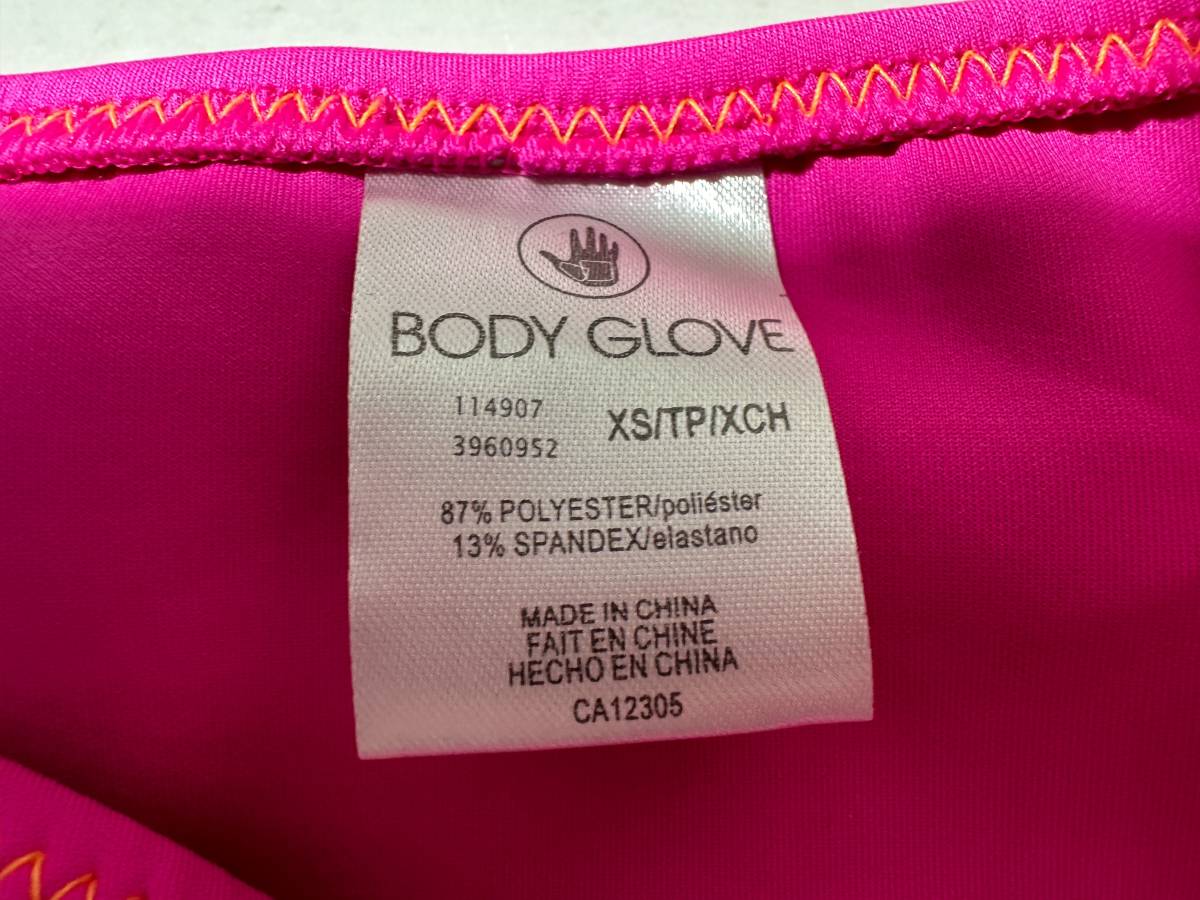 BODY GLOVE
114907
XS/TP/XCH
3960952
87% POLYESTER/poliéster
13% SPANDEX/elastano
MADE IN CHINA
FAIT EN CHINE
HECHO EN CHINA
CA12305